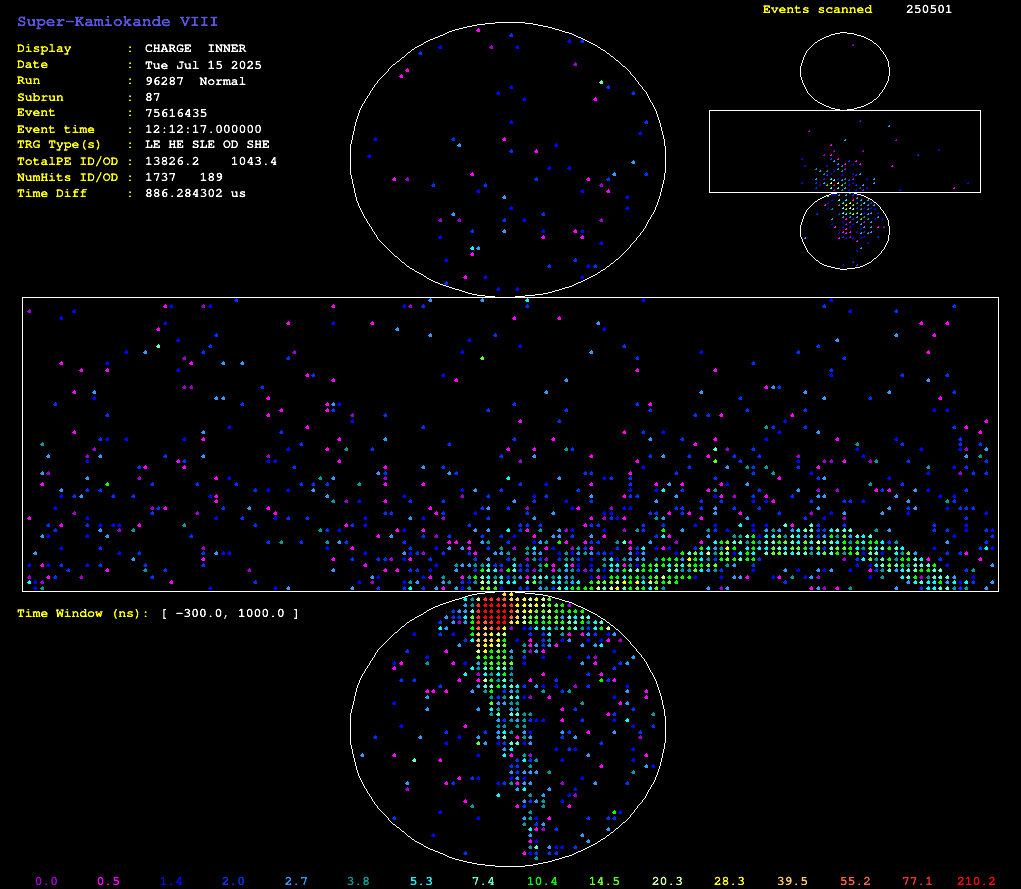 Super-Kamiokande VIII
Events scanned 250501
Display : CHARGE INNER
Date : Tue Jul 15 2025
Run : 96287 Normal
Subrun : 87
Event : 75616435
Event time : 12:12:17.000000
TRG Type(s) : LE HE SLE OD SHE
TotalPE ID/OD : 13826.2 1043.4
NumHits ID/OD : 1737 189
Time Diff : 886.284302 us
Time Window (ns): [ -300.0, 1000.0 ]
0.0 0.5 1.4 2.0 2.7 3.8 5.3 7.4 10.4 14.5 20.3 28.3 39.5 55.2 77.1 210.2